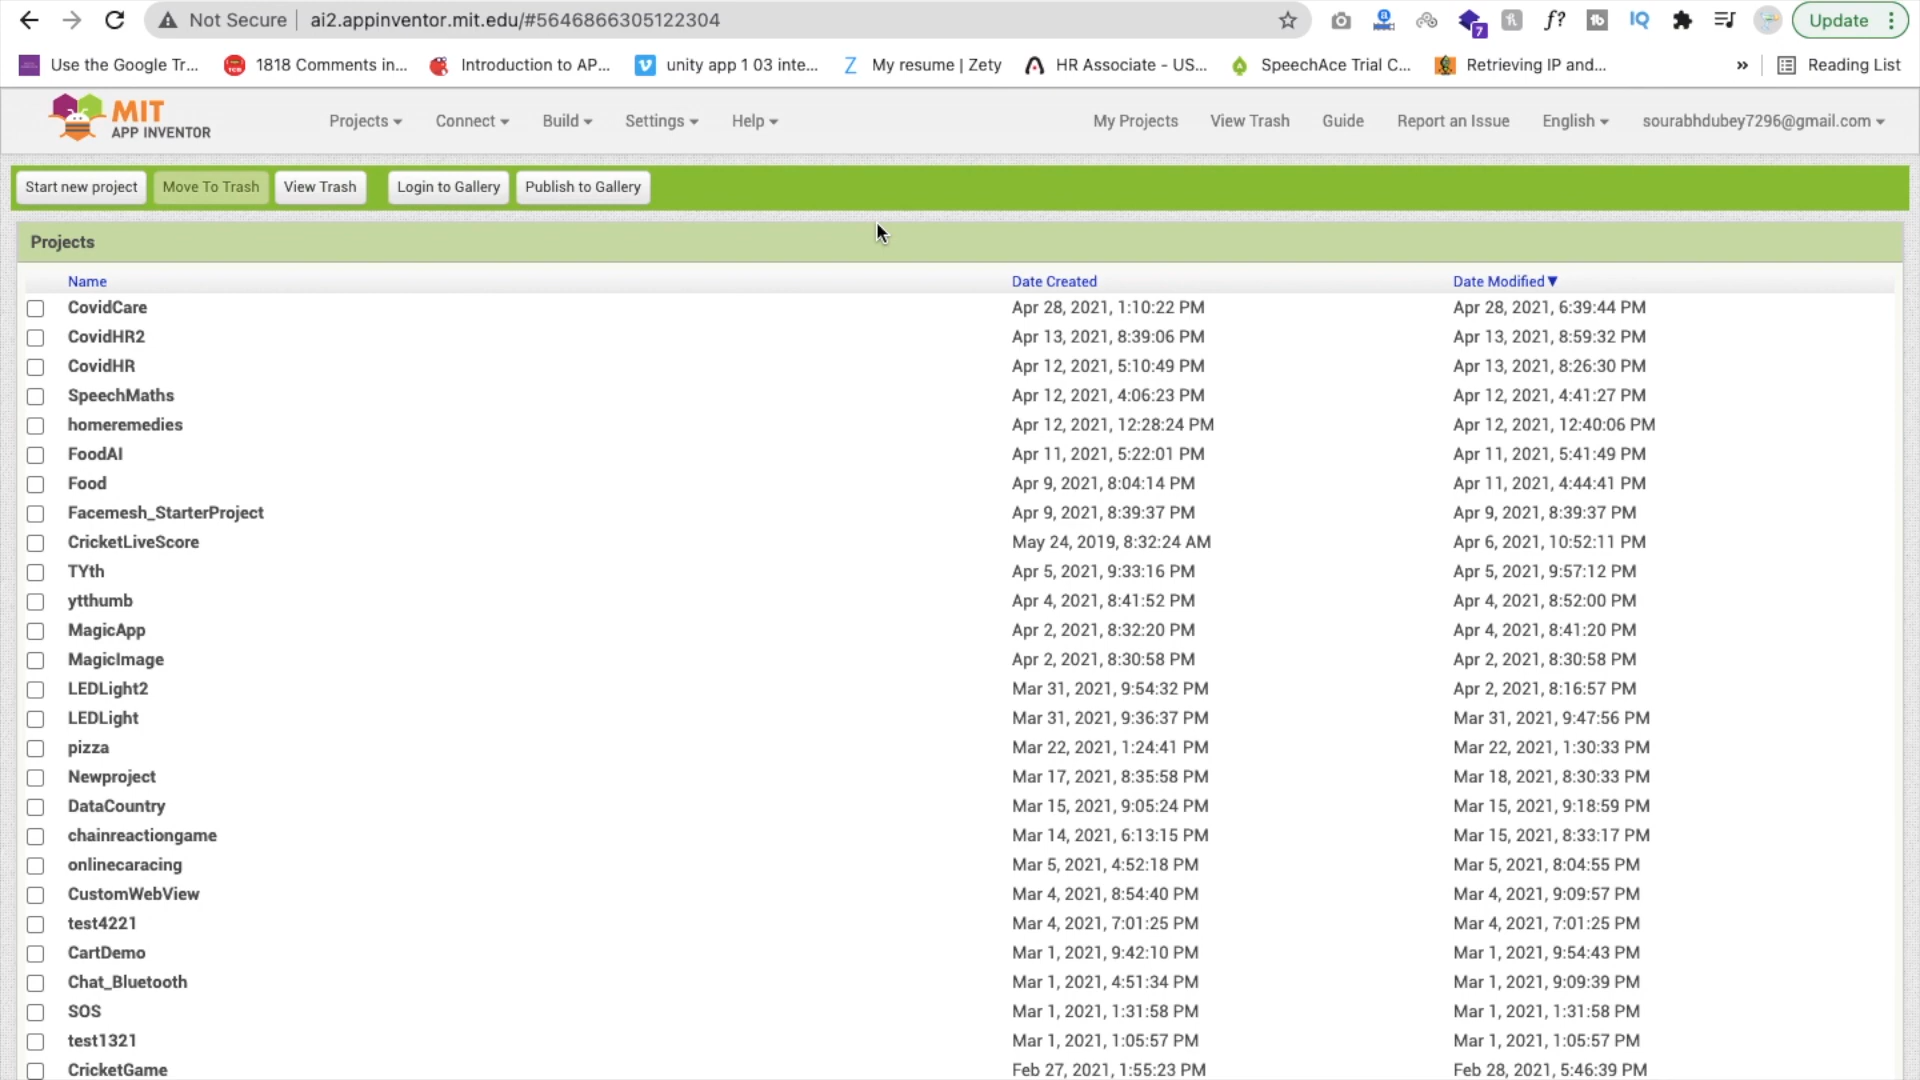 Not Secure ai2.appinventor.mit.edu/#5646866305122304 7 f? tb IQ Update
Use the Google Tr... 1818 Comments in... Introduction to AP... unity app 1 03 inte... My resume | Zety HR Associate - US... SpeechAce Trial C... Retrieving IP and... » Reading List
MIT
APP INVENTOR
Projects Connect Build Settings Help My Projects View Trash Guide Report an Issue English sourabhdubey7296@gmail.com
Start new project Move To Trash View Trash Login to Gallery Publish to Gallery
Projects
Name Date Created Date Modified▼
CovidCare Apr 28, 2021, 1:10:22 PM Apr 28, 2021, 6:39:44 PM
CovidHR2 Apr 13, 2021, 8:39:06 PM Apr 13, 2021, 8:59:32 PM
CovidHR Apr 12, 2021, 5:10:49 PM Apr 13, 2021, 8:26:30 PM
SpeechMaths Apr 12, 2021, 4:06:23 PM Apr 12, 2021, 4:41:27 PM
homeremedies Apr 12, 2021, 12:28:24 PM Apr 12, 2021, 12:40:06 PM
FoodAI Apr 11, 2021, 5:22:01 PM Apr 11, 2021, 5:41:49 PM
Food Apr 9, 2021, 8:04:14 PM Apr 11, 2021, 4:44:41 PM
Facemesh_StarterProject Apr 9, 2021, 8:39:37 PM Apr 9, 2021, 8:39:37 PM
CricketLiveScore May 24, 2019, 8:32:24 AM Apr 6, 2021, 10:52:11 PM
TYth Apr 5, 2021, 9:33:16 PM Apr 5, 2021, 9:57:12 PM
ytthumb Apr 4, 2021, 8:41:52 PM Apr 4, 2021, 8:52:00 PM
MagicApp Apr 2, 2021, 8:32:20 PM Apr 4, 2021, 8:41:20 PM
MagicImage Apr 2, 2021, 8:30:58 PM Apr 2, 2021, 8:30:58 PM
LEDLight2 Mar 31, 2021, 9:54:32 PM Apr 2, 2021, 8:16:57 PM
LEDLight Mar 31, 2021, 9:36:37 PM Mar 31, 2021, 9:47:56 PM
pizza Mar 22, 2021, 1:24:41 PM Mar 22, 2021, 1:30:33 PM
Newproject Mar 17, 2021, 8:35:58 PM Mar 18, 2021, 8:30:33 PM
DataCountry Mar 15, 2021, 9:05:24 PM Mar 15, 2021, 9:18:59 PM
chainreactiongame Mar 14, 2021, 6:13:15 PM Mar 15, 2021, 8:33:17 PM
onlinecaracing Mar 5, 2021, 4:52:18 PM Mar 5, 2021, 8:04:55 PM
CustomWebView Mar 4, 2021, 8:54:40 PM Mar 4, 2021, 9:09:57 PM
test4221 Mar 4, 2021, 7:01:25 PM Mar 4, 2021, 7:01:25 PM
CartDemo Mar 1, 2021, 9:42:10 PM Mar 1, 2021, 9:54:43 PM
Chat_Bluetooth Mar 1, 2021, 4:51:34 PM Mar 1, 2021, 9:09:39 PM
SOS Mar 1, 2021, 1:31:58 PM Mar 1, 2021, 1:31:58 PM
test1321 Mar 1, 2021, 1:05:57 PM Mar 1, 2021, 1:05:57 PM
CricketGame Feb 27, 2021, 1:55:23 PM Feb 28, 2021, 5:46:39 PM